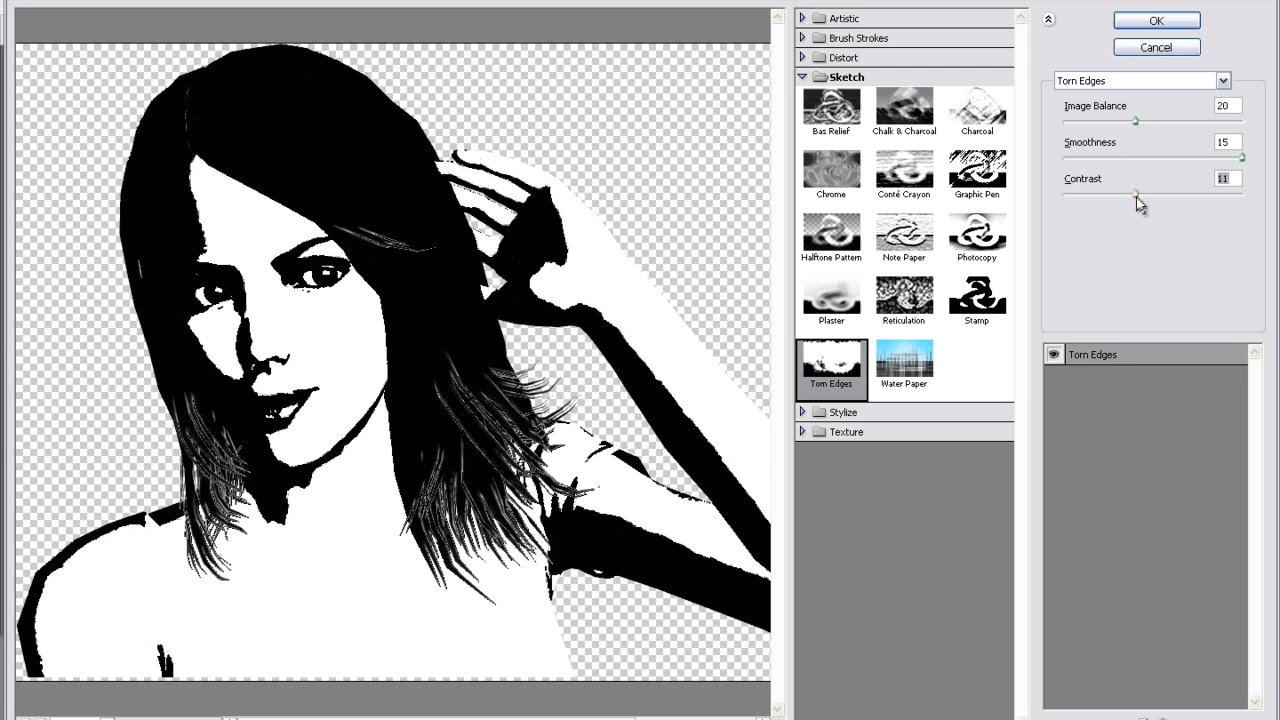 Artistic
Brush Strokes
Distort
Sketch
Bas Relief
Chalk & Charcoal
Charcoal
Chrome
Conté Crayon
Graphic Pen
Halftone Pattern
Note Paper
Photocopy
Plaster
Reticulation
Stamp
Torn Edges
Water Paper
Stylize
Texture
OK
Cancel
Torn Edges
Image Balance 20
Smoothness 15
Contrast 11
Torn Edges